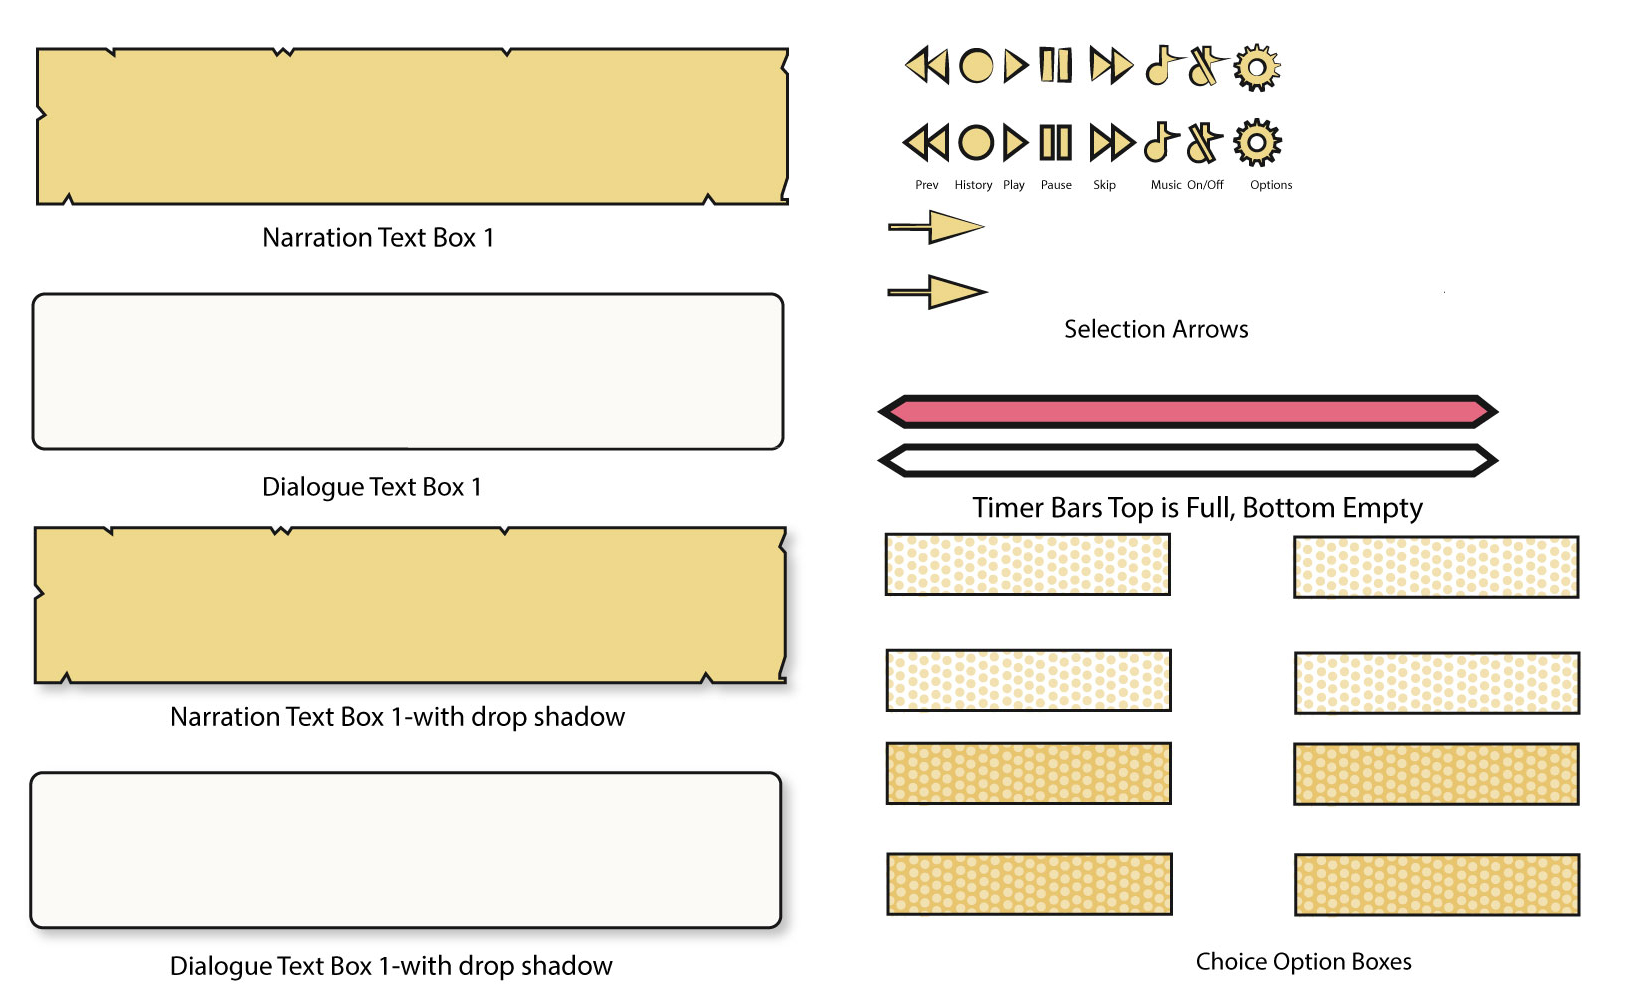 Narration Text Box 1
Dialogue Text Box 1
Narration Text Box 1-with drop shadow
Dialogue Text Box 1-with drop shadow
Prev History Play Pause Skip Music On/Off Options
Selection Arrows
Timer Bars Top is Full, Bottom Empty
Choice Option Boxes